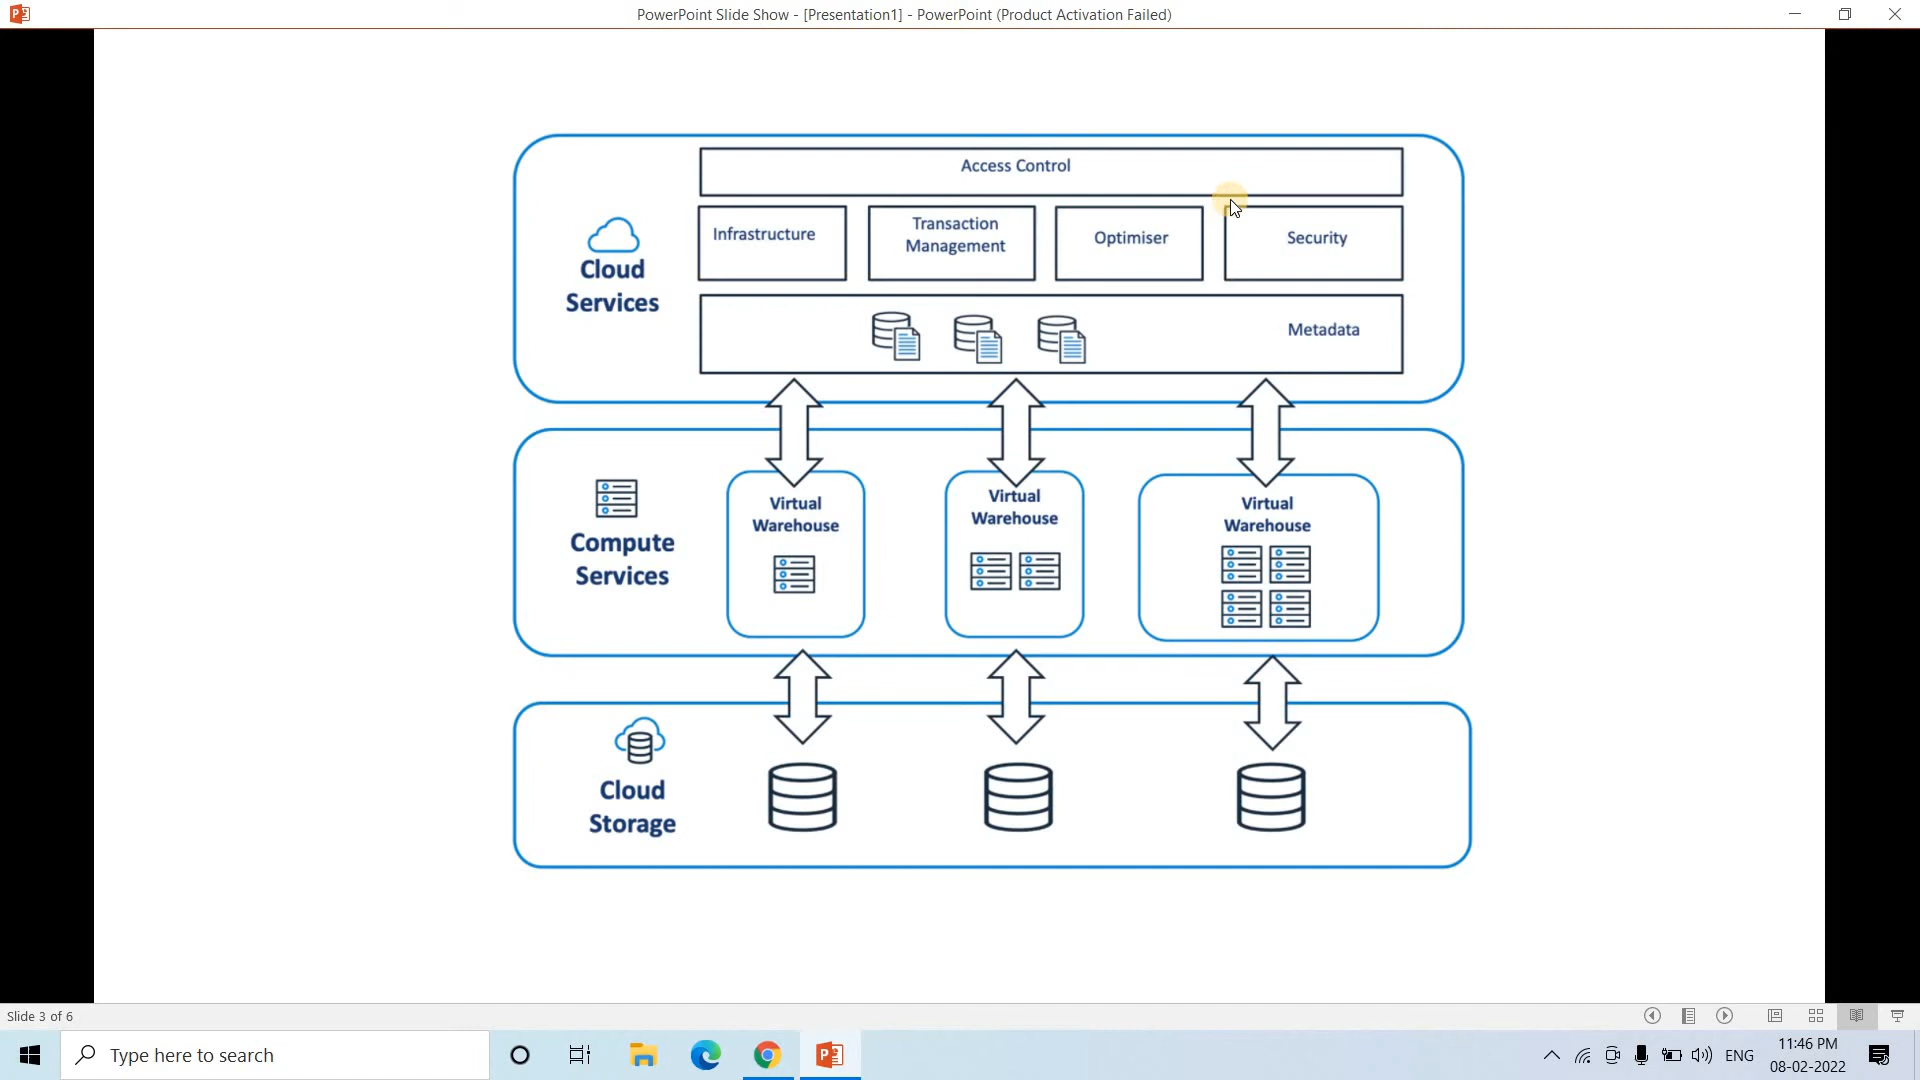 PowerPoint Slide Show - [Presentation1] - PowerPoint (Product Activation Failed)
Access Control
Infrastructure
Transaction
Management
Optimiser
Security
Cloud
Services
Metadata
Virtual
Warehouse
Virtual
Warehouse
Virtual
Warehouse
Compute
Services
Cloud
Storage
Slide 3 of 6
Type here to search
ENG
11:46 PM
08-02-2022